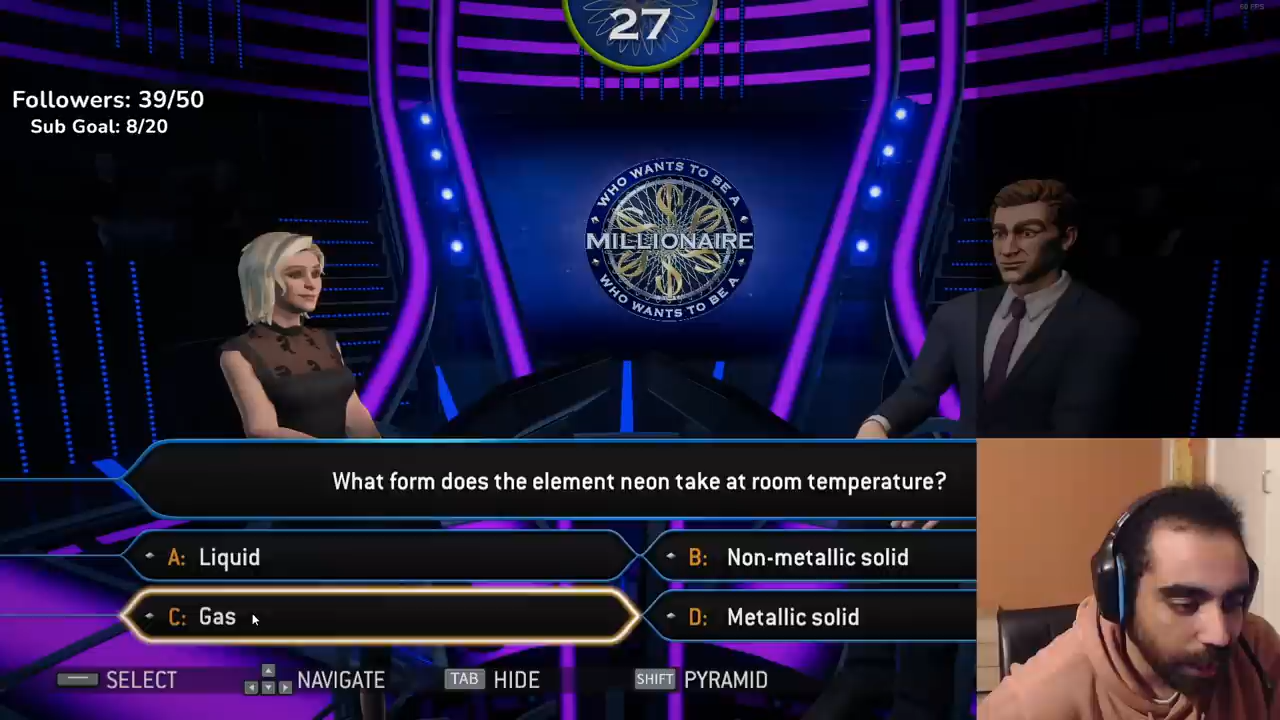 60 FPS
27
Followers: 39/50
Sub Goal: 8/20
WHO WANTS TO BE A
MILLIONAIRE
WHO WANTS TO BE A
What form does the element neon take at room temperature?
A: Liquid
B: Non-metallic solid
C: Gas
D: Metallic solid
SELECT
NAVIGATE
TAB HIDE
SHIFT PYRAMID